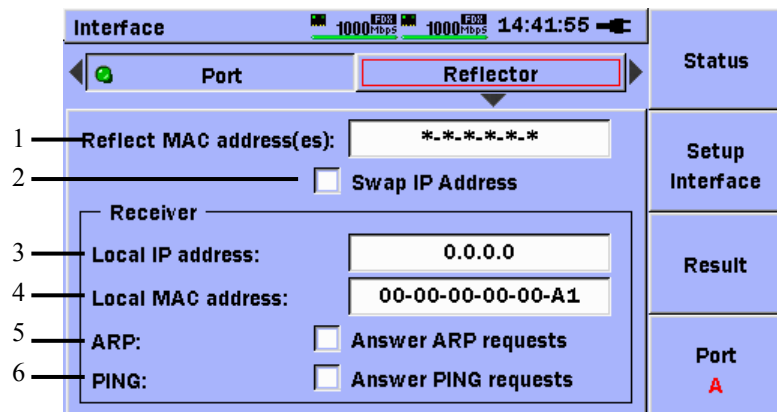 Interface 1000 FDX Mbps 1000 FDX Mbps 14:41:55
Port Reflector
1 Reflect MAC address(es): *-*-*-*-*-*
2 Swap IP Address
Receiver
3 Local IP address: 0.0.0.0
4 Local MAC address: 00-00-00-00-00-A1
5 ARP: Answer ARP requests
6 PING: Answer PING requests
Status
Setup
Interface
Result
Port
A